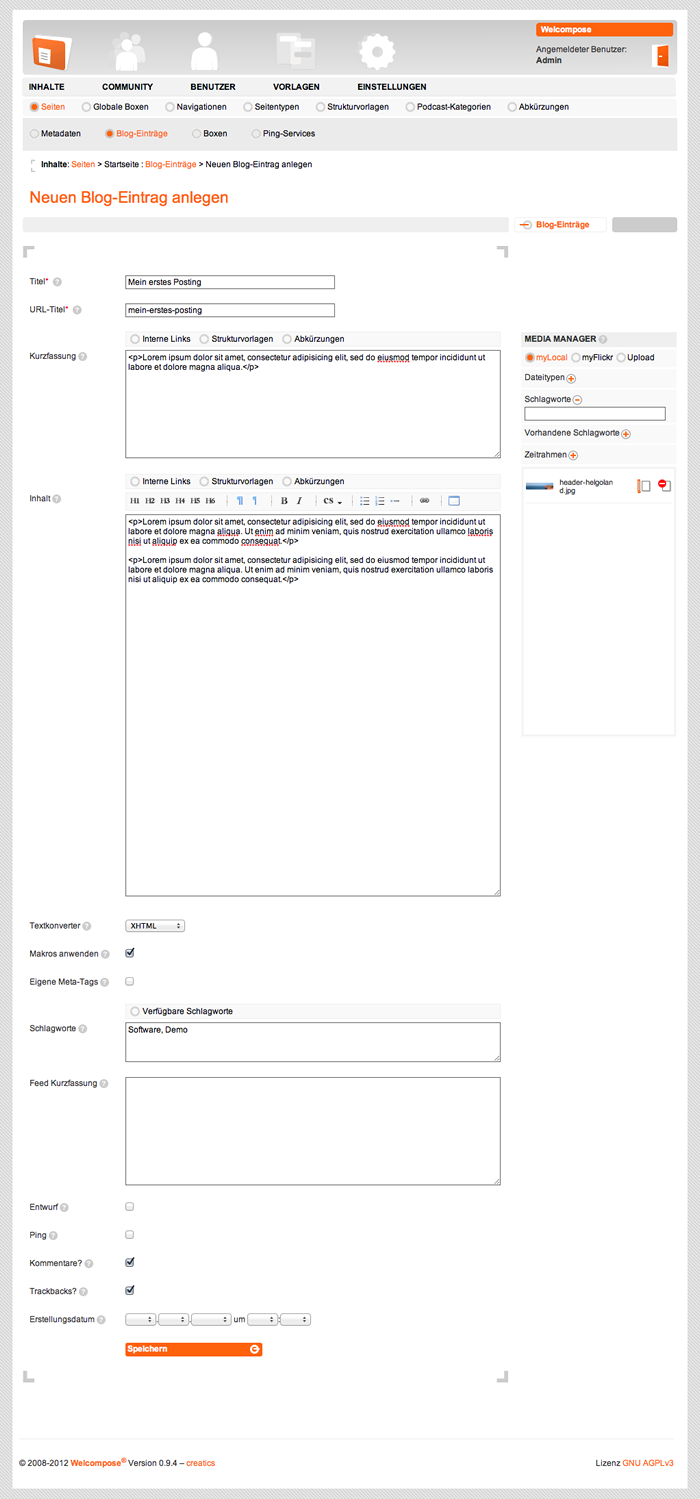 Welcompose
Angemeldeter Benutzer:
Admin
INHALTE COMMUNITY BENUTZER VORLAGEN EINSTELLUNGEN
Seiten Globale Boxen Navigationen Seitentypen Strukturvorlagen Podcast-Kategorien Abkürzungen
Metadaten Blog-Einträge Boxen Ping-Services
Inhalte: Seiten > Startseite : Blog-Einträge > Neuen Blog-Eintrag anlegen
Neuen Blog-Eintrag anlegen
Blog-Einträge
Titel* ?
Mein erstes Posting
URL-Titel* ?
mein-erstes-posting
Interne Links Strukturvorlagen Abkürzungen
Kurzfassung ?
<p>Lorem ipsum dolor sit amet, consectetur adipisicing elit, sed do eiusmod tempor incididunt ut
labore et dolore magna aliqua.</p>
MEDIA MANAGER ?
myLocal myFlickr Upload
Dateitypen
Schlagworte
Vorhandene Schlagworte
Zeitrahmen
header-helgolan
d.jpg
Interne Links Strukturvorlagen Abkürzungen
Inhalt ?
H1 H2 H3 H4 H5 H6 ¶ ¶ B I CS
<p>Lorem ipsum dolor sit amet, consectetur adipisicing elit, sed do eiusmod tempor incididunt ut
labore et dolore magna aliqua. Ut enim ad minim veniam, quis nostrud exercitation ullamco laboris
nisi ut aliquip ex ea commodo consequat.</p>
<p>Lorem ipsum dolor sit amet, consectetur adipisicing elit, sed do eiusmod tempor incididunt ut
labore et dolore magna aliqua. Ut enim ad minim veniam, quis nostrud exercitation ullamco laboris
nisi ut aliquip ex ea commodo consequat.</p>
Textkonverter ? XHTML
Makros anwenden ?
Eigene Meta-Tags ?
Verfügbare Schlagworte
Schlagworte ?
Software, Demo
Feed Kurzfassung ?
Entwurf ?
Ping ?
Kommentare? ?
Trackbacks? ?
Erstellungsdatum ? . . um :
Speichern
© 2008-2012 Welcompose® Version 0.9.4 – creatics
Lizenz GNU AGPLv3